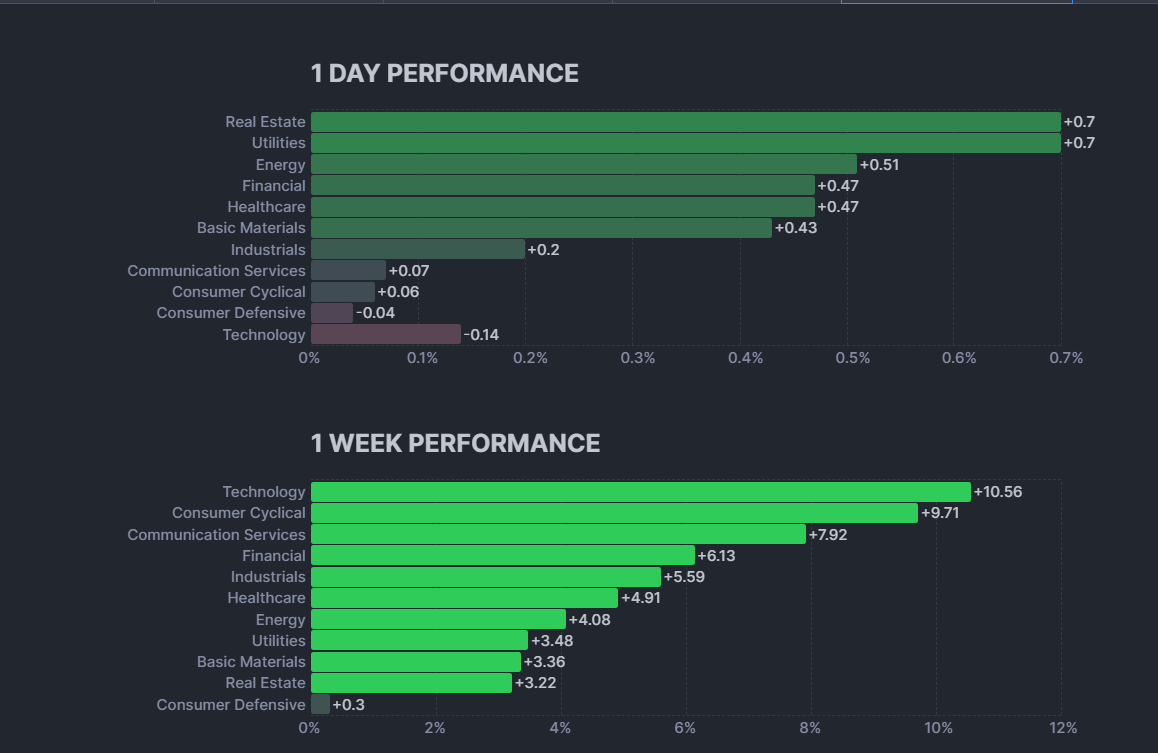 1 DAY PERFORMANCE
Real Estate +0.7
Utilities +0.7
Energy +0.51
Financial +0.47
Healthcare +0.47
Basic Materials +0.43
Industrials +0.2
Communication Services +0.07
Consumer Cyclical +0.06
Consumer Defensive -0.04
Technology -0.14
0% 0.1% 0.2% 0.3% 0.4% 0.5% 0.6% 0.7%
1 WEEK PERFORMANCE
Technology +10.56
Consumer Cyclical +9.71
Communication Services +7.92
Financial +6.13
Industrials +5.59
Healthcare +4.91
Energy +4.08
Utilities +3.48
Basic Materials +3.36
Real Estate +3.22
Consumer Defensive +0.3
0% 2% 4% 6% 8% 10% 12%